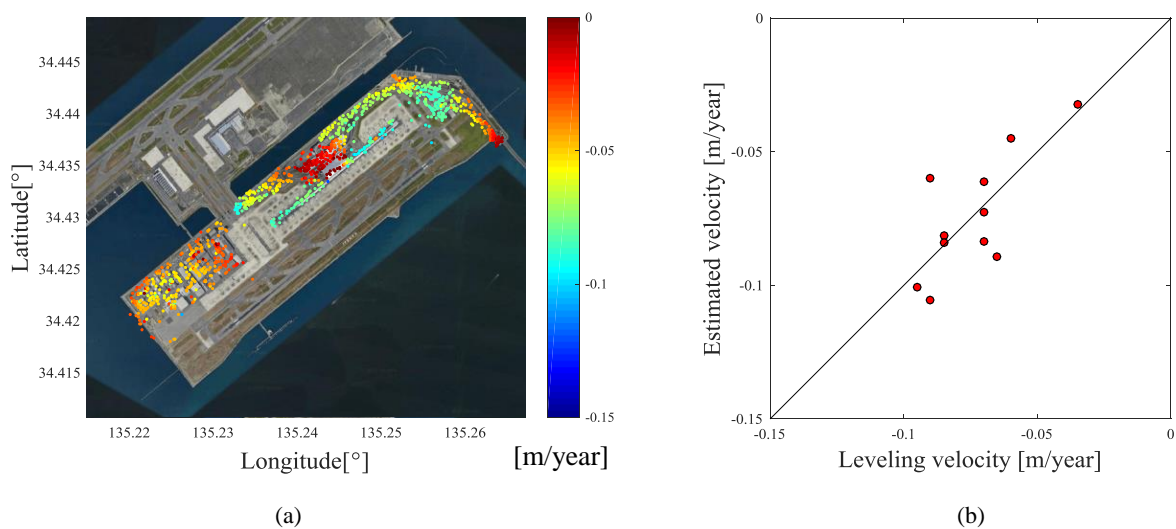 34.445
34.44
34.435
34.43
34.425
34.42
34.415
Latitude[°]
135.22 135.23 135.24 135.25 135.26
Longitude[°]
0
-0.05
-0.1
-0.15
[m/year]
(a)
0
-0.05
-0.1
-0.15
Estimated velocity [m/year]
-0.15 -0.1 -0.05 0
Leveling velocity [m/year]
(b)